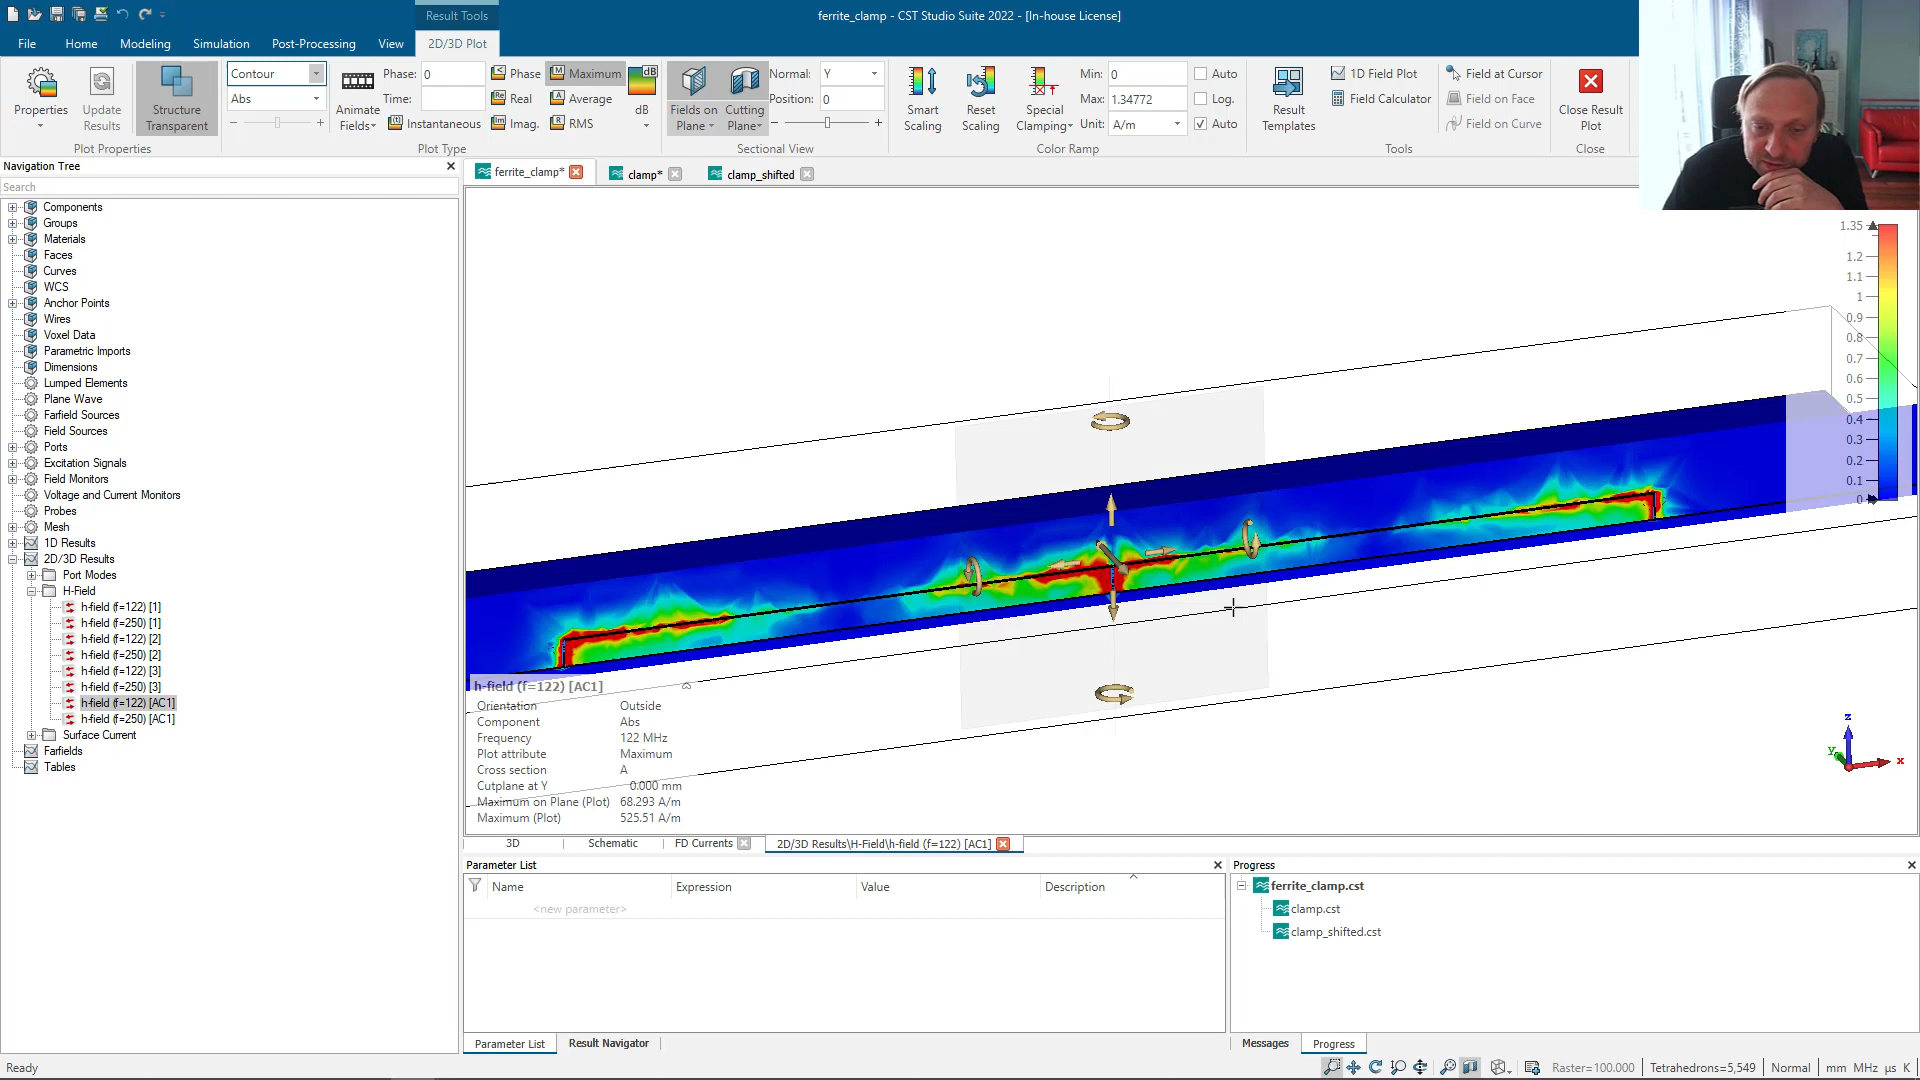 Result Tools
ferrite_clamp - CST Studio Suite 2022 - [In-house License]
File Home Modeling Simulation Post-Processing View 2D/3D Plot
Properties
Update Results
Structure Transparent
Plot Properties
Contour
Abs
Animate Fields
Phase: 0
Time:
Instantaneous
Phase
Real
Imag.
Maximum
Average
RMS
dB
Plot Type
Fields on Plane
Cutting Plane
Normal: Y
Position: 0
Sectional View
Smart Scaling
Reset Scaling
Special Clamping
Min: 0
Max: 1.34772
Unit: A/m
Auto
Log.
Auto
Color Ramp
Result Templates
1D Field Plot
Field Calculator
Field at Cursor
Field on Face
Field on Curve
Tools
Close Result Plot
Close
Navigation Tree
Search
Components
Groups
Materials
Faces
Curves
WCS
Anchor Points
Wires
Voxel Data
Parametric Imports
Dimensions
Lumped Elements
Plane Wave
Farfield Sources
Field Sources
Ports
Excitation Signals
Field Monitors
Voltage and Current Monitors
Probes
Mesh
1D Results
2D/3D Results
Port Modes
H-Field
h-field (f=122) [1]
h-field (f=250) [1]
h-field (f=122) [2]
h-field (f=250) [2]
h-field (f=122) [3]
h-field (f=250) [3]
h-field (f=122) [AC1]
h-field (f=250) [AC1]
Surface Current
Farfields
Tables
ferrite_clamp* clamp* clamp_shifted
1.35
1.2
1.1
1
0.9
0.8
0.7
0.6
0.5
0.4
0.3
0.2
0.1
0
h-field (f=122) [AC1]
Orientation Outside
Component Abs
Frequency 122 MHz
Plot attribute Maximum
Cross section A
Cutplane at Y 0.000 mm
Maximum on Plane (Plot) 68.293 A/m
Maximum (Plot) 525.51 A/m
z
y
x
3D Schematic FD Currents 2D/3D Results\H-Field\h-field (f=122) [AC1]
Parameter List
Name Expression Value Description
<new parameter>
Parameter List Result Navigator
Progress
ferrite_clamp.cst
clamp.cst
clamp_shifted.cst
Messages Progress
Ready
Raster=100.000 Tetrahedrons=5,549 Normal mm MHz µs K